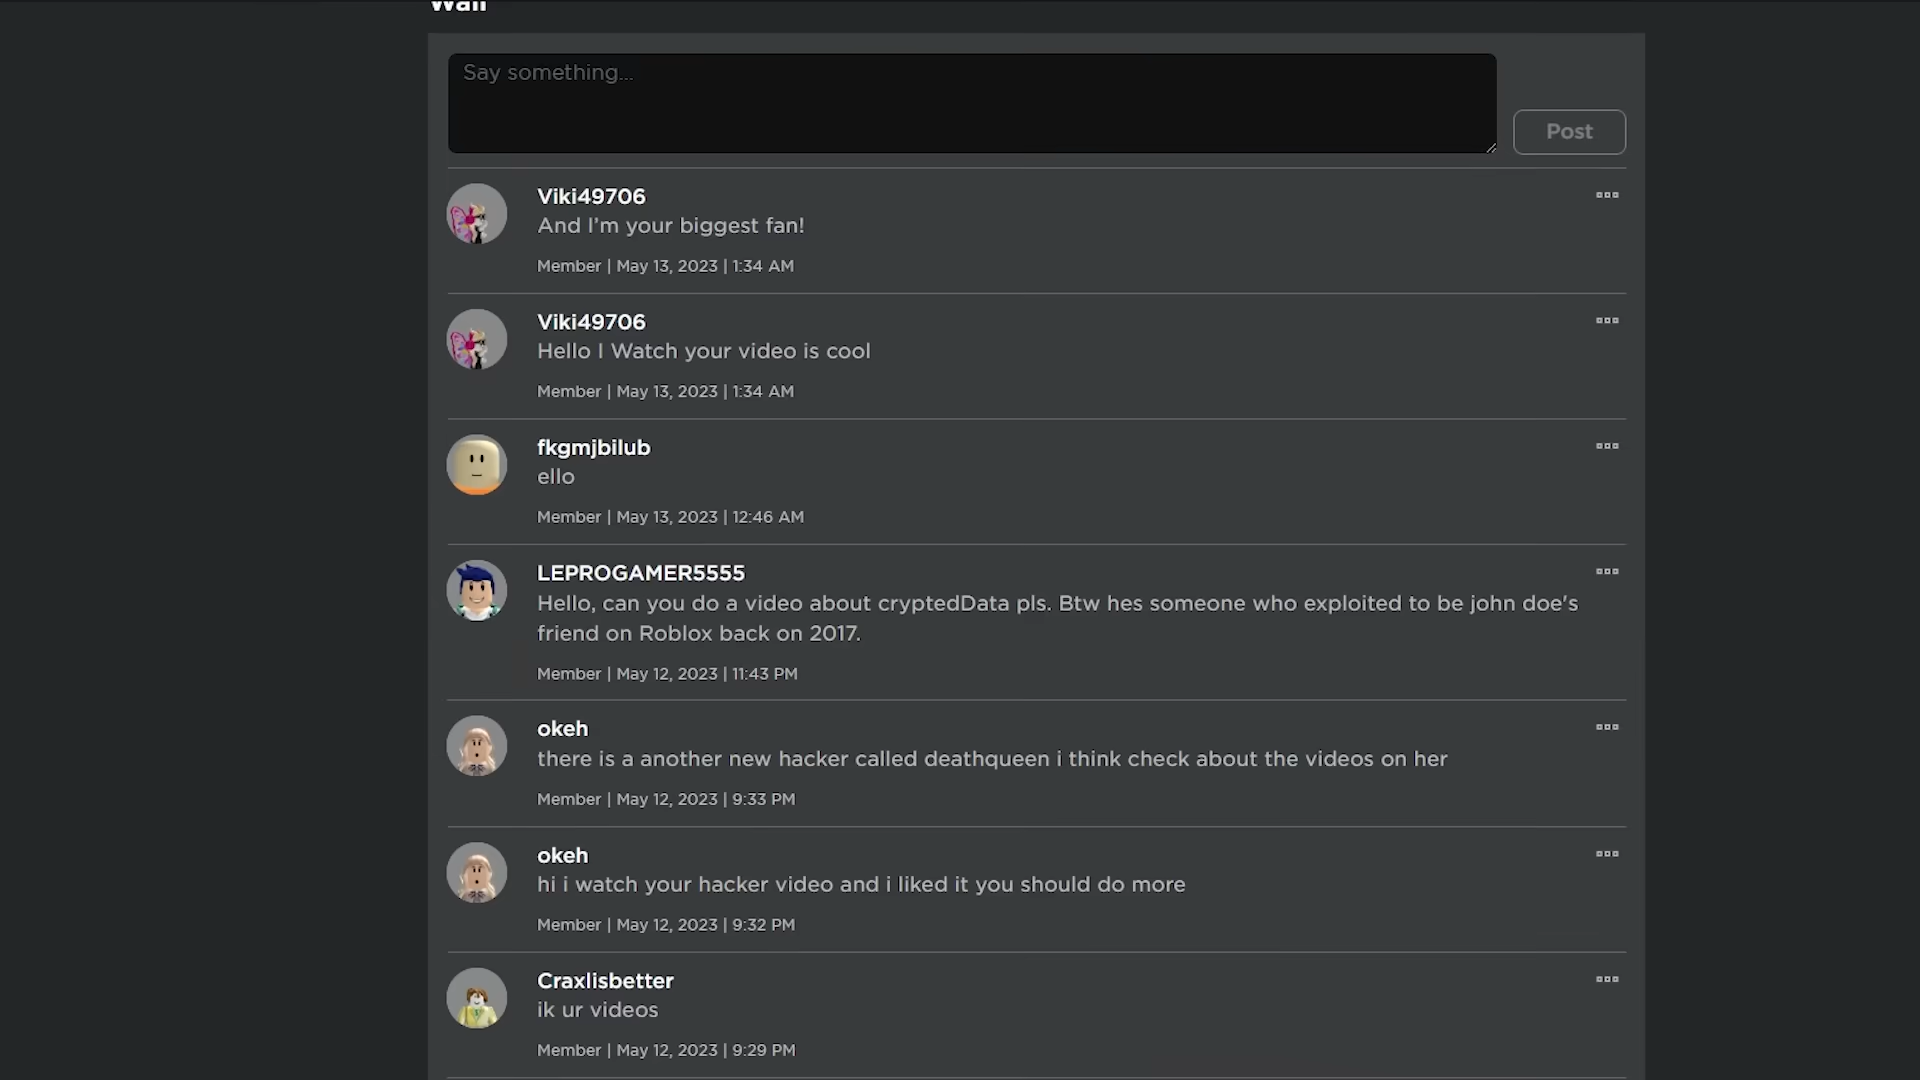 Wall
Say something...
Post
Viki49706
And I'm your biggest fan!
Member | May 13, 2023 | 1:34 AM
Viki49706
Hello I Watch your video is cool
Member | May 13, 2023 | 1:34 AM
fkgmjbilub
ello
Member | May 13, 2023 | 12:46 AM
LEPROGAMER5555
Hello, can you do a video about cryptedData pls. Btw hes someone who exploited to be john doe's
friend on Roblox back on 2017.
Member | May 12, 2023 | 11:43 PM
okeh
there is a another new hacker called deathqueen i think check about the videos on her
Member | May 12, 2023 | 9:33 PM
okeh
hi i watch your hacker video and i liked it you should do more
Member | May 12, 2023 | 9:32 PM
Craxlisbetter
ik ur videos
Member | May 12, 2023 | 9:29 PM